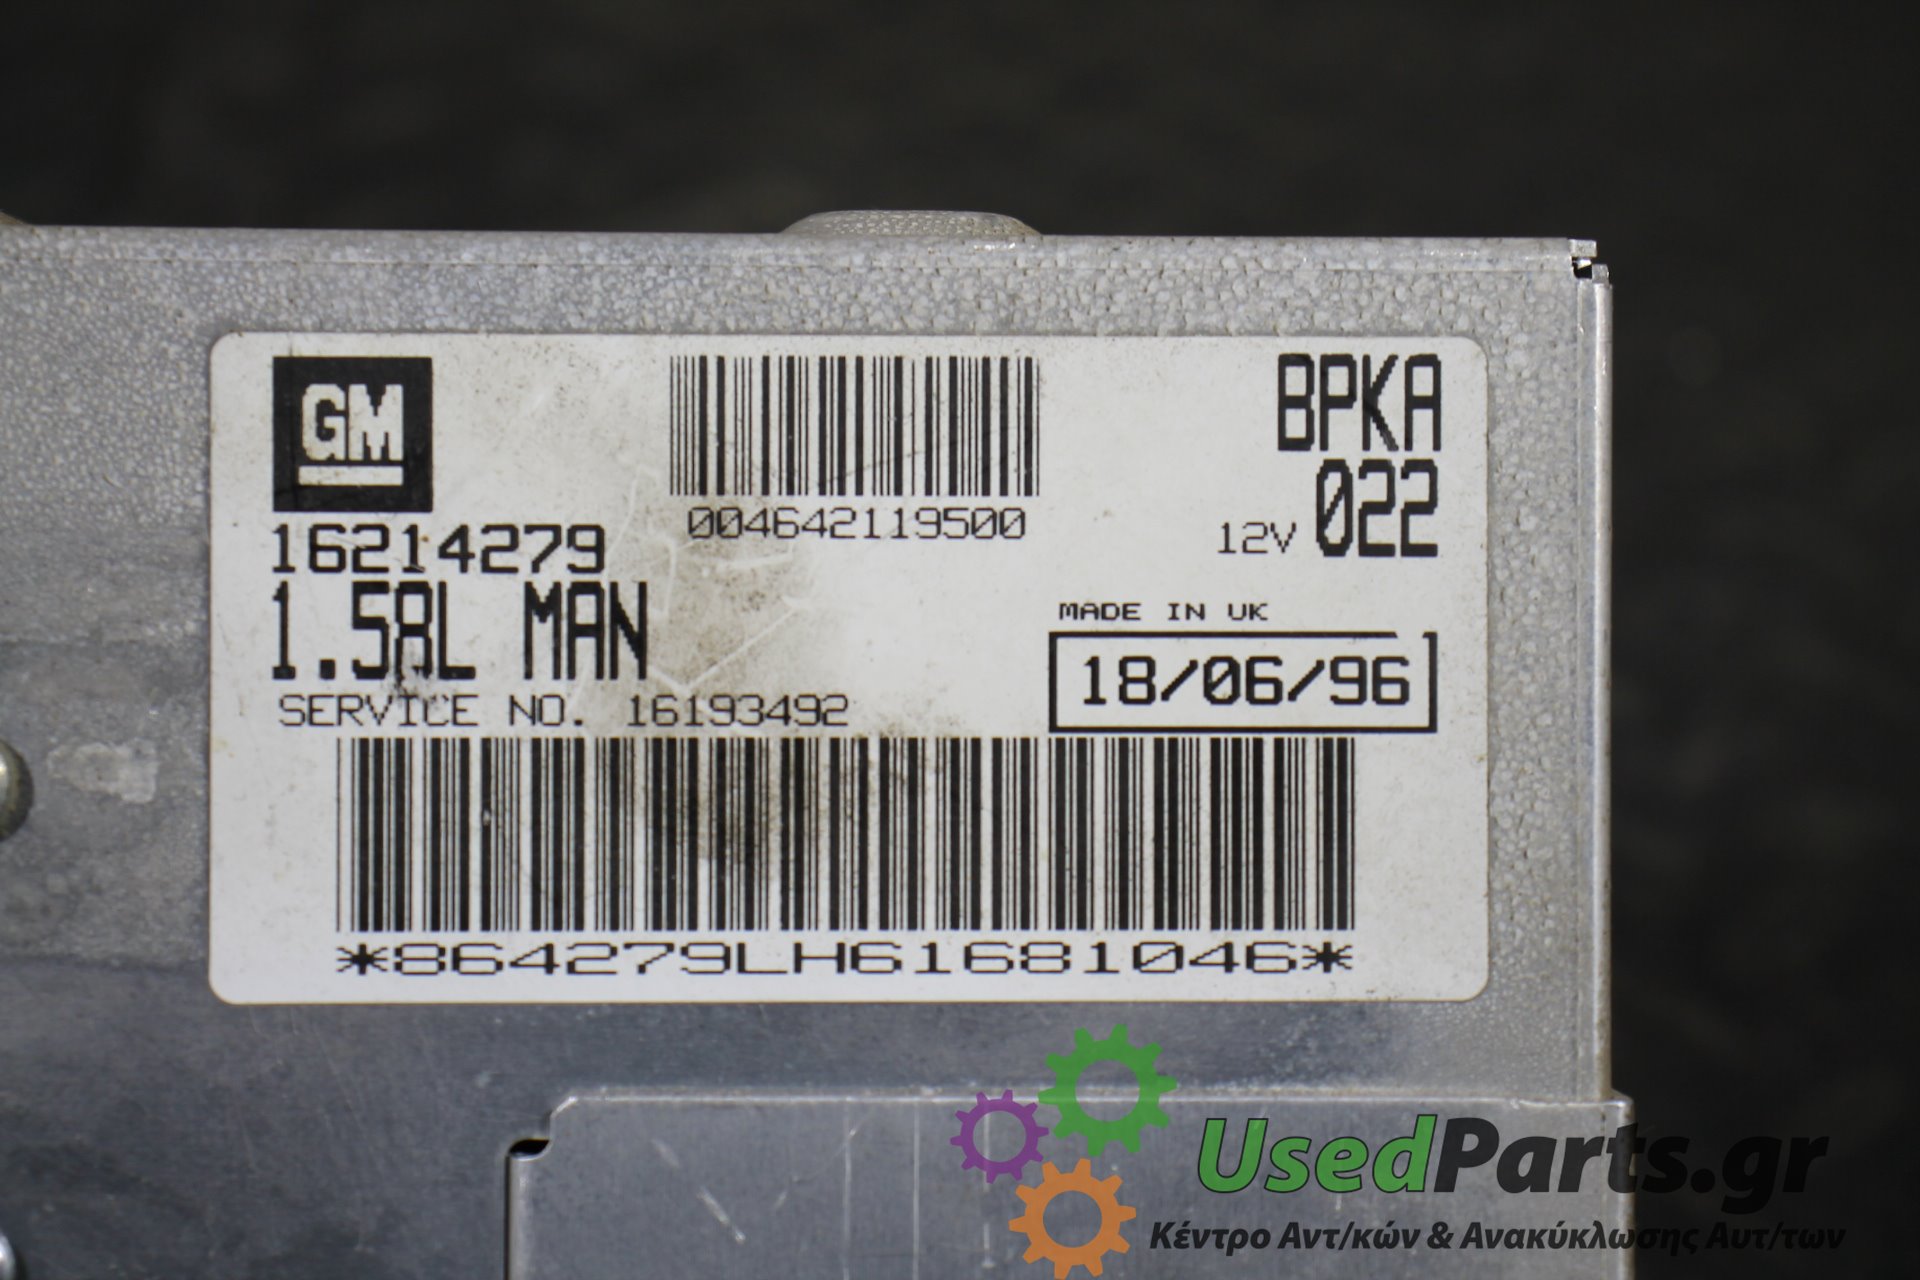 GM
004642119500
BPKA
022
12V
16214279
1.58L MAN
MADE IN UK
18/06/96
SERVICE NO. 16193492
*864279LH61681046*
UsedParts.gr
Κέντρο Αντ/κών & Ανακύκλωσης Αυτ/των